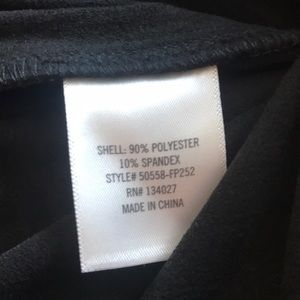 SHELL: 90% POLYESTER
10% SPANDEX
STYLE# 50558-FP252
RN# 134027
MADE IN CHINA